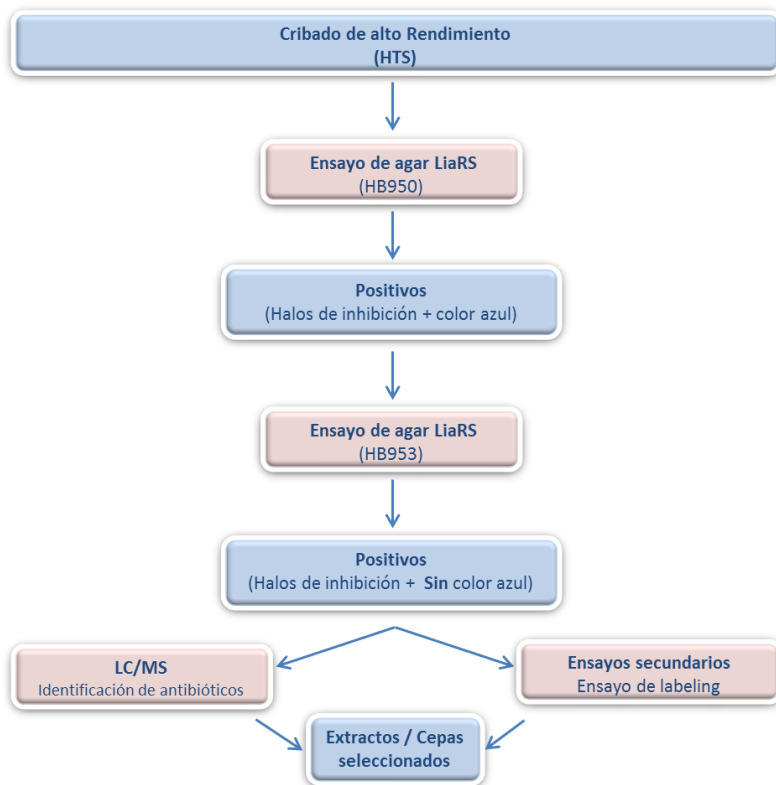 Cribado de alto Rendimiento
(HTS)
Ensayo de agar LiaRS
(HB950)
Positivos
(Halos de inhibición + color azul)
Ensayo de agar LiaRS
(HB953)
Positivos
(Halos de inhibición + Sin color azul)
LC/MS
Identificación de antibióticos
Ensayos secundarios
Ensayo de labeling
Extractos / Cepas
seleccionados